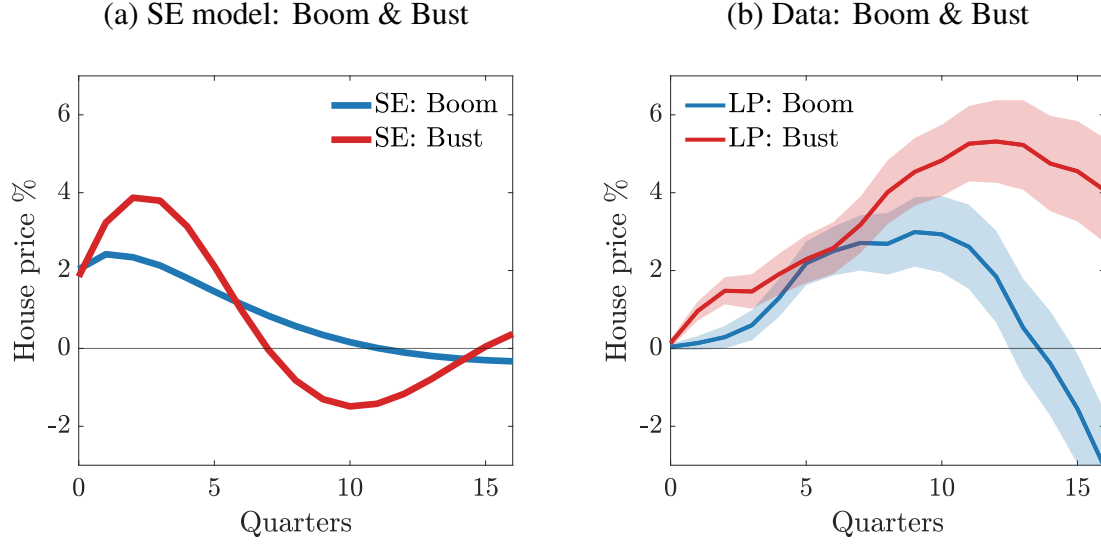 (a) SE model: Boom & Bust
House price %
6
4
2
0
-2
SE: Boom
SE: Bust
0 5 10 15
Quarters
(b) Data: Boom & Bust
House price %
6
4
2
0
-2
LP: Boom
LP: Bust
0 5 10 15
Quarters